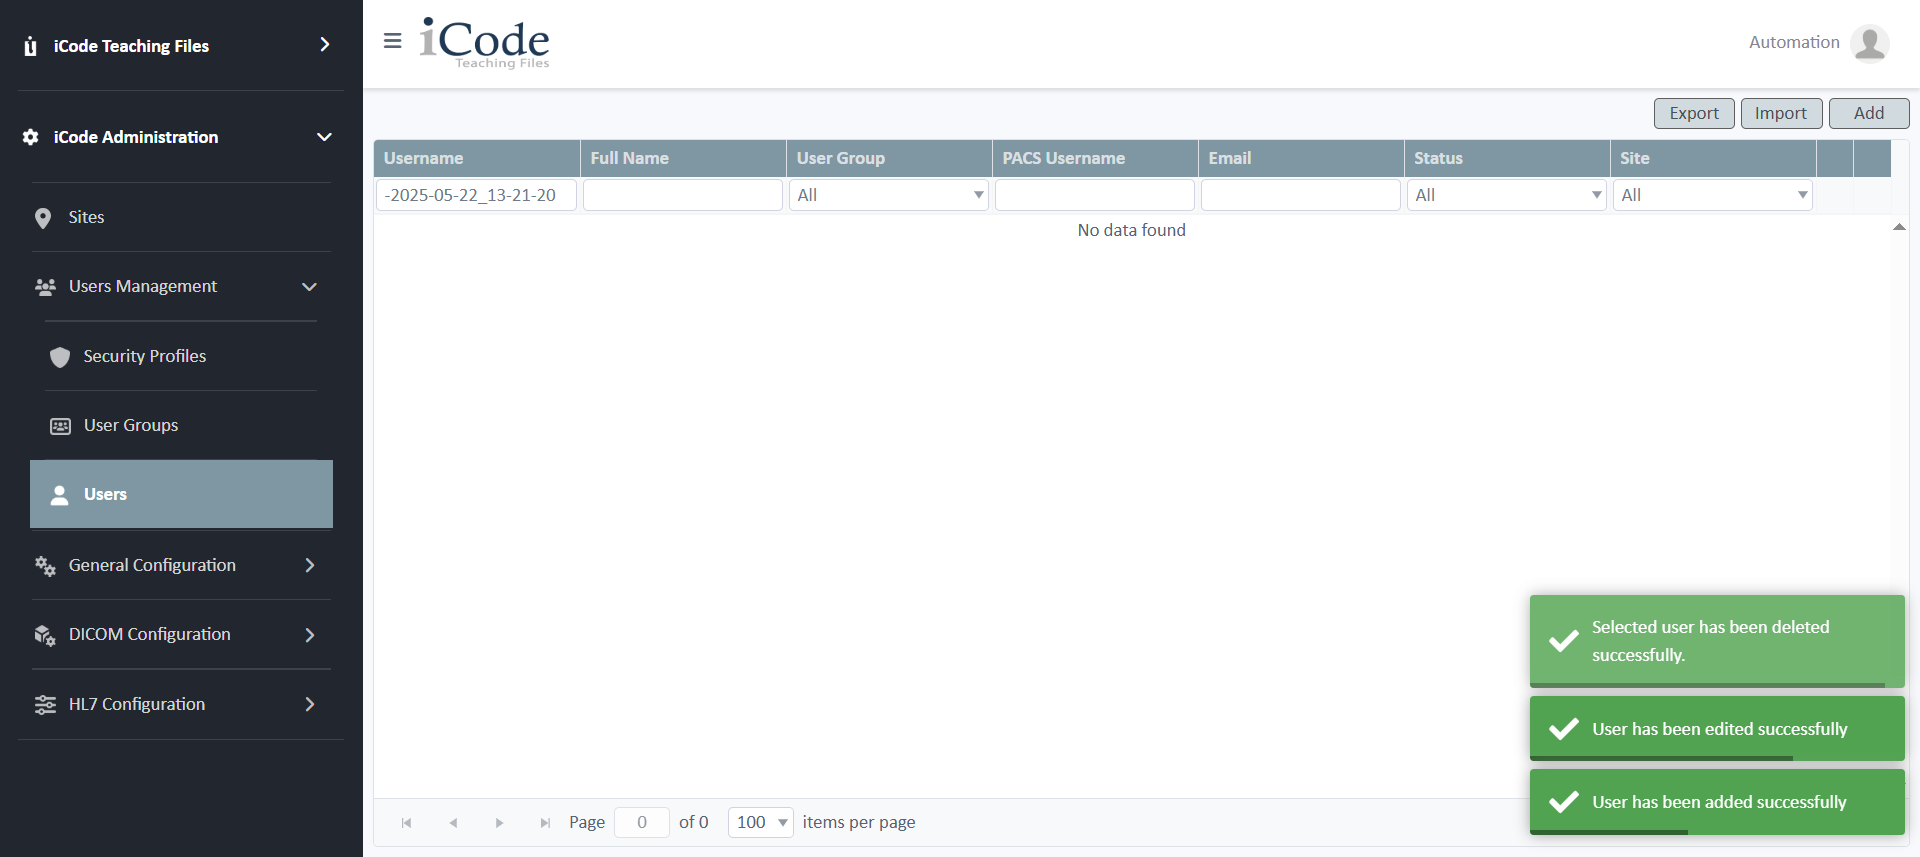 iCode Teaching Files
iCode Administration
Sites
Users Management
Security Profiles
User Groups
Users
General Configuration
DICOM Configuration
HL7 Configuration
iCode
Teaching Files
Automation
Export Import Add
Username Full Name User Group PACS Username Email Status Site
-2025-05-22_13-21-20 All All All
No data found
Selected user has been deleted
successfully.
User has been edited successfully
User has been added successfully
Page 0 of 0 100 items per page